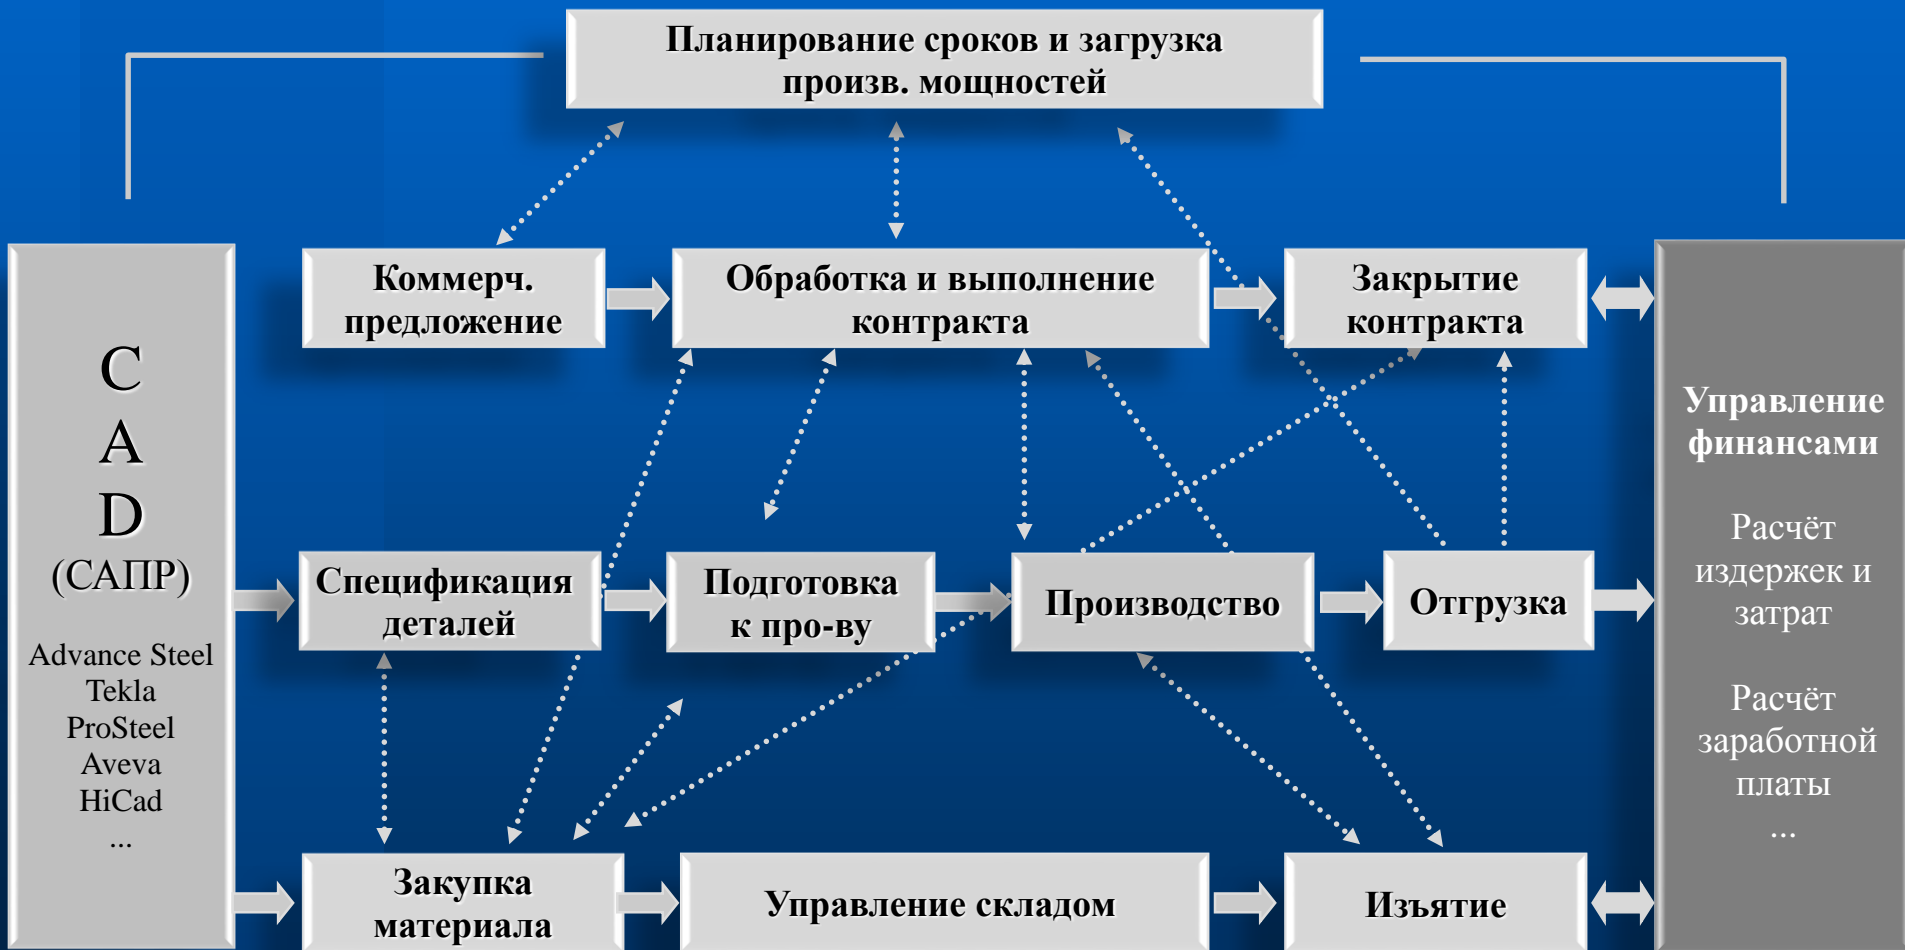 Планирование сроков и загрузка
произв. мощностей
Коммерч.
предложение
Обработка и выполнение
контракта
Закрытие
контракта
C
A
D
(САПР)
Advance Steel
Tekla
ProSteel
Aveva
HiCad
...
Спецификация
деталей
Подготовка
к про-ву
Производство
Отгрузка
Закупка
материала
Управление складом
Изъятие
Управление
финансами
Расчёт
издержек и
затрат
Расчёт
заработной
платы
...